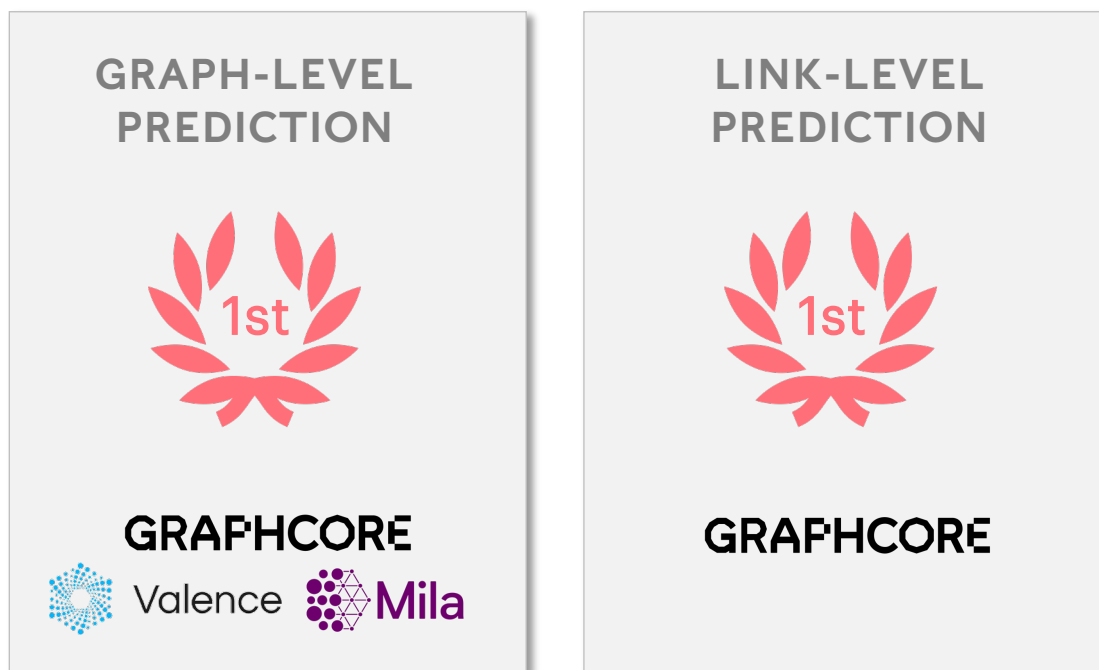 GRAPH-LEVEL
PREDICTION
1st
GRAPHCORE
Valence
Mila
LINK-LEVEL
PREDICTION
1st
GRAPHCORE